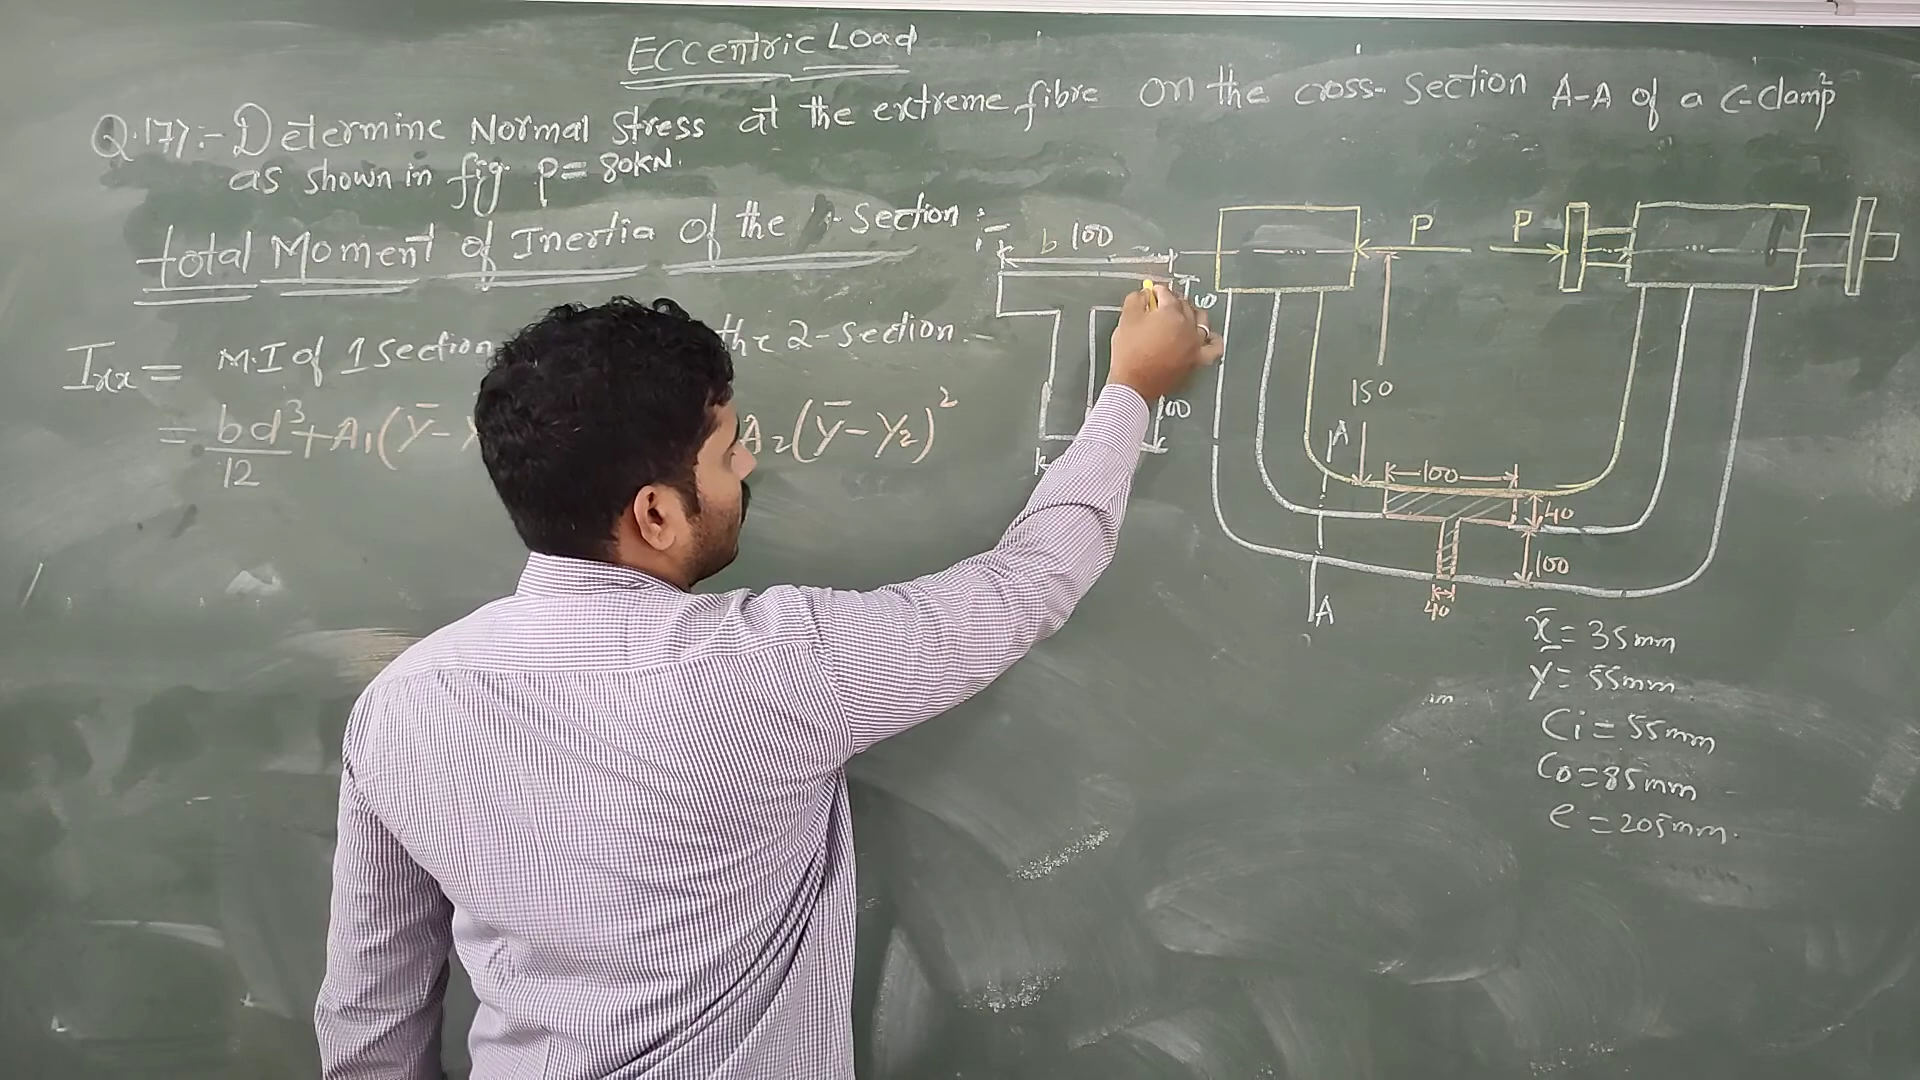 Eccentric Load
Q.17):- Determine Normal stress at the extreme fibre on the cross-section A-A of a C-clamp
as shown in fig. P = 80kN.
total Moment of Inertia of the - Section :-
Ixx = M.I of 1 Section the 2-section.
= bd³/12 + A₁(ȳ- A₂(ȳ-y₂)²
b 100
100
P P
150
A
100
40
100
40
A
x̄ = 35mm
y = 55mm
Ci = 55mm
Co = 85mm
e = 205mm.